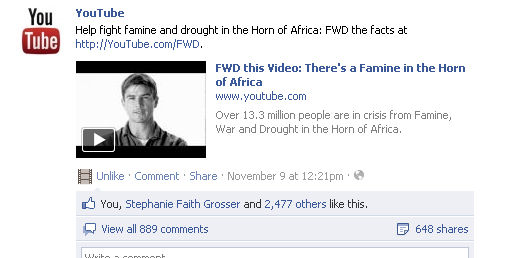 You
Tube
YouTube
Help fight famine and drought in the Horn of Africa: FWD the facts at
http://YouTube.com/FWD.
FWD this Video: There's a Famine in the Horn
of Africa
www.youtube.com
Over 13.3 million people are in crisis from Famine,
War and Drought in the Horn of Africa.
Unlike · Comment · Share · November 9 at 12:21pm ·
You, Stephanie Faith Grosser and 2,477 others like this.
View all 889 comments 648 shares
Write a comment